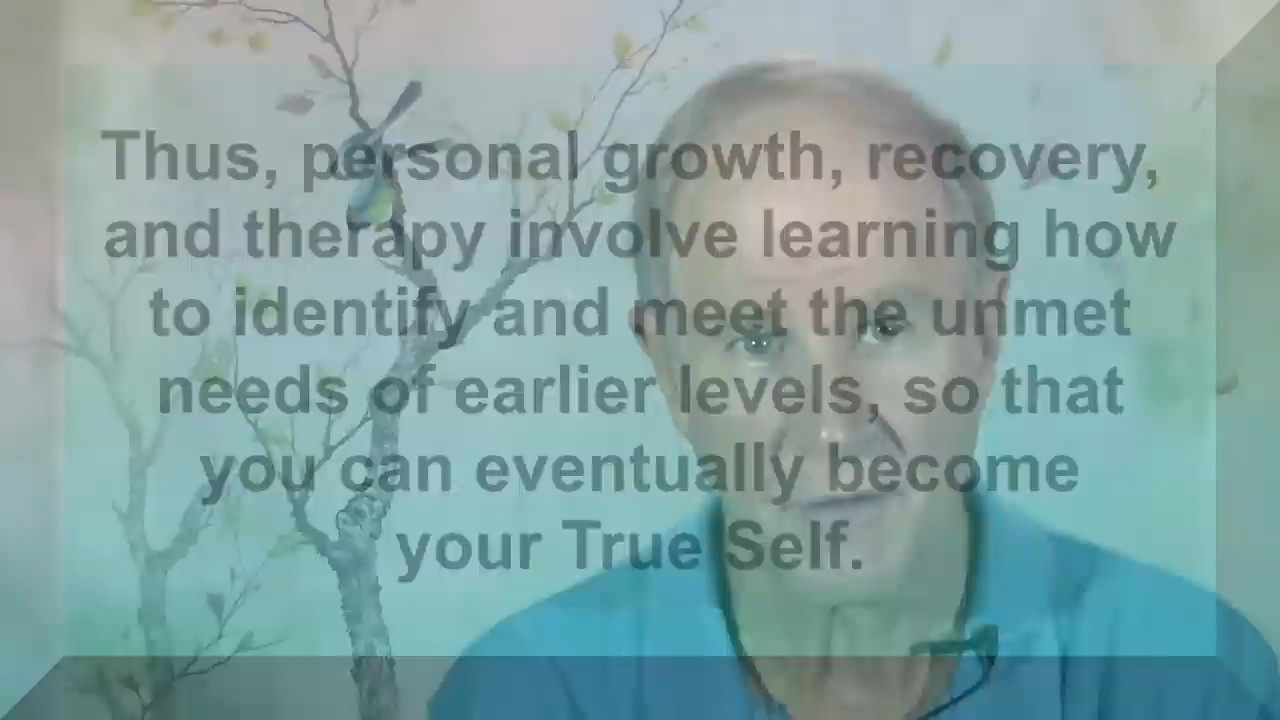 Thus, personal growth, recovery,
and therapy involve learning how
to identify and meet the unmet
needs of earlier levels, so that
you can eventually become
your True Self.